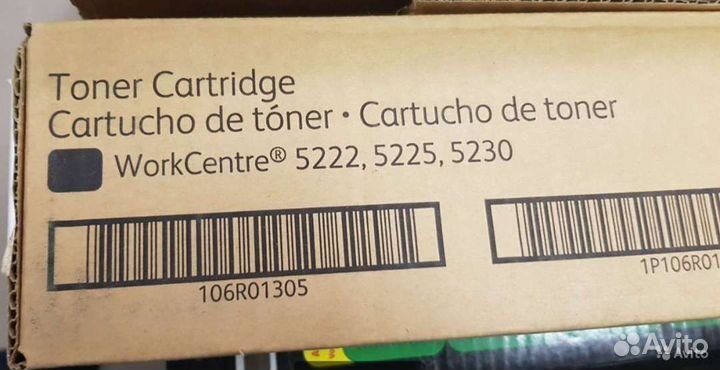 Toner Cartridge
Cartucho de tóner • Cartucho de toner
WorkCentre® 5222, 5225, 5230
106R01305
1P106R01
Avito